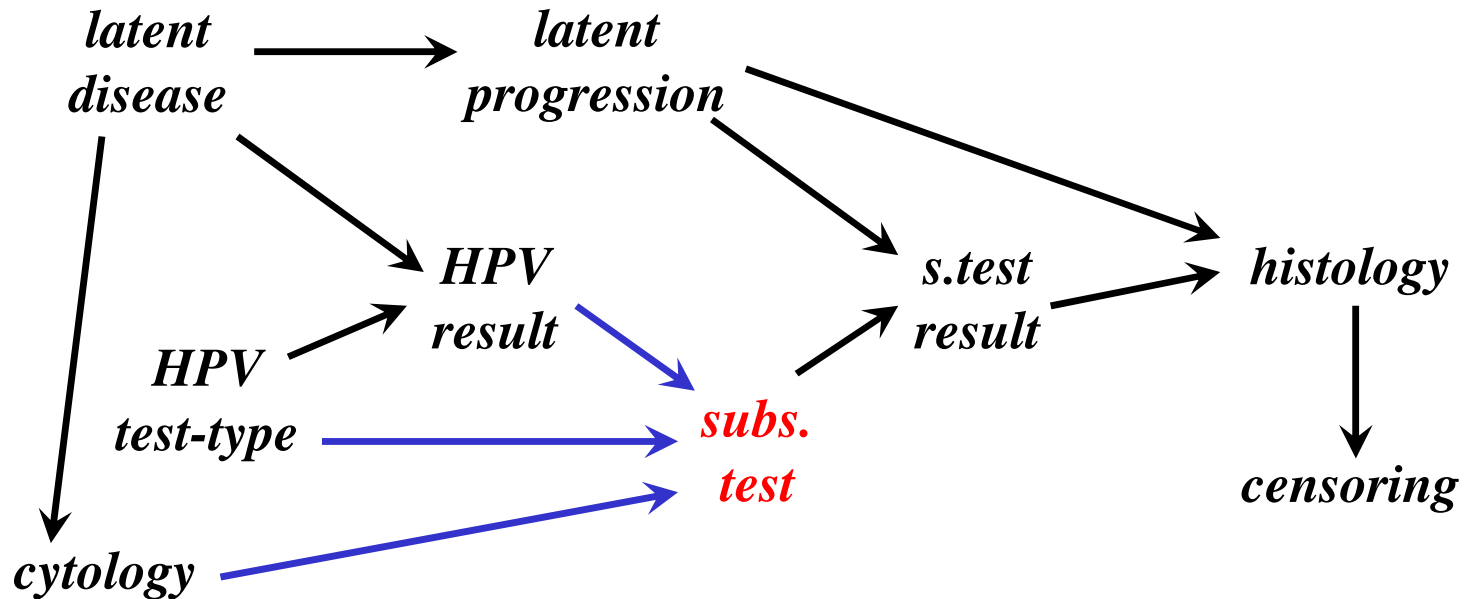 latent
disease
latent
progression
HPV
result
s.test
result
histology
HPV
test-type
subs.
test
censoring
cytology